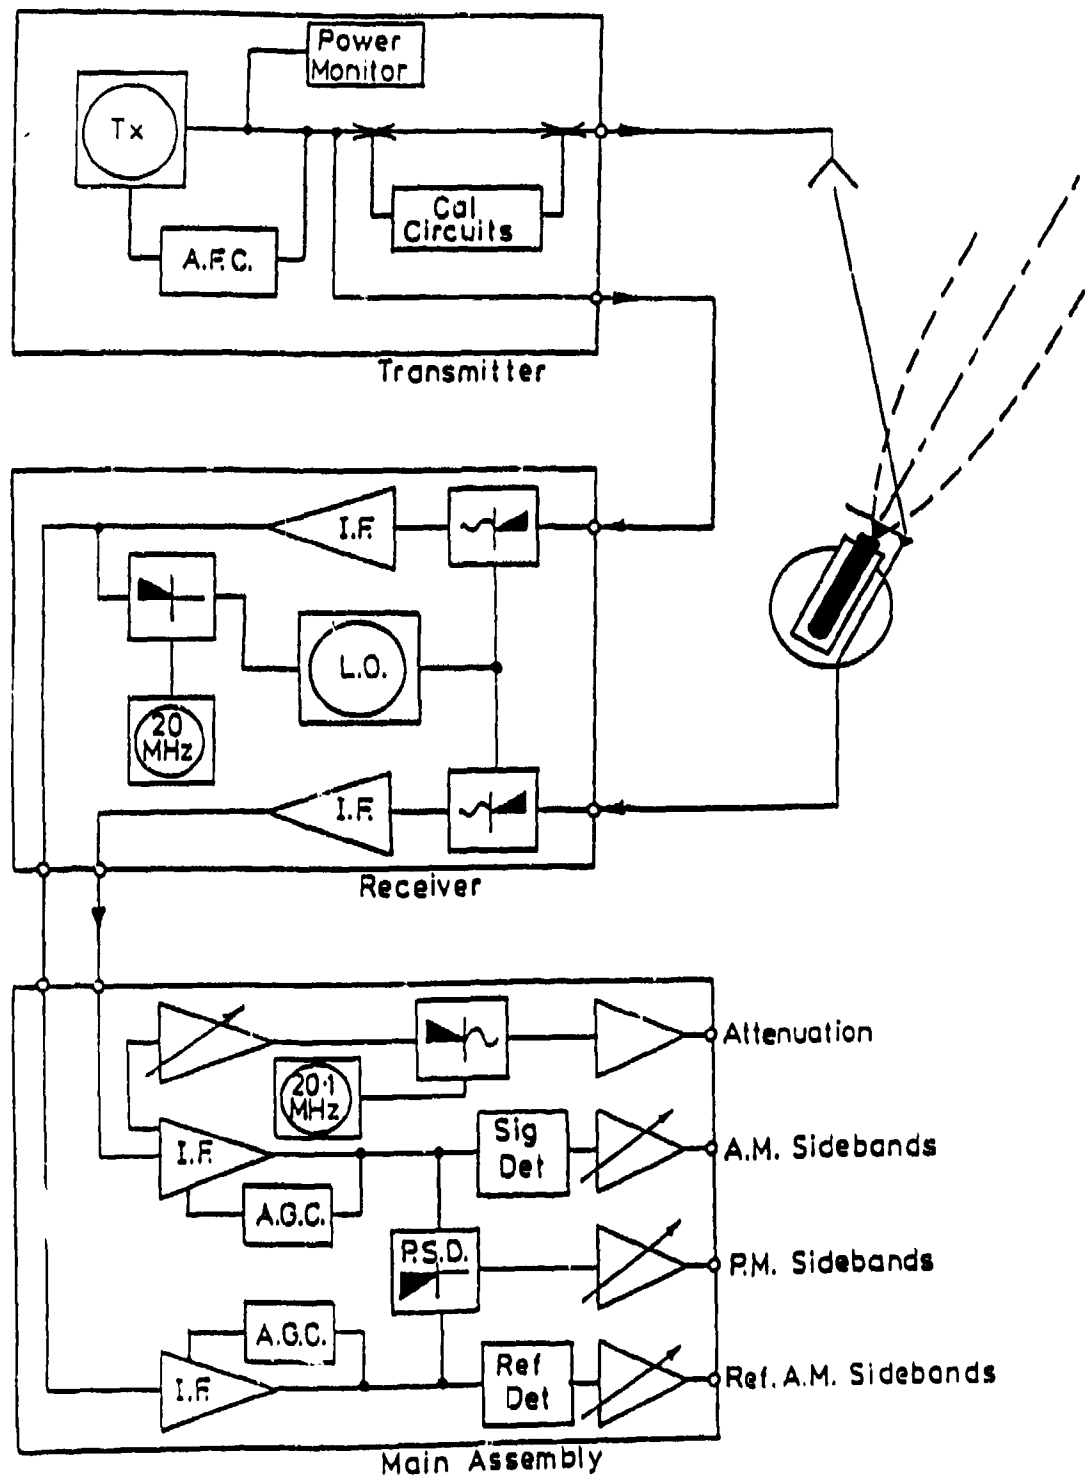 Power
Monitor
Tx
Cal
Circuits
A.F.C.
Transmitter
I.F.
L.O.
20
MHz
I.F.
Receiver
Attenuation
20·1
MHz
Sig
Det
A.M. Sidebands
I.F.
A.G.C.
P.S.D.
P.M. Sidebands
A.G.C.
I.F.
Ref
Det
Ref. A.M. Sidebands
Main Assembly